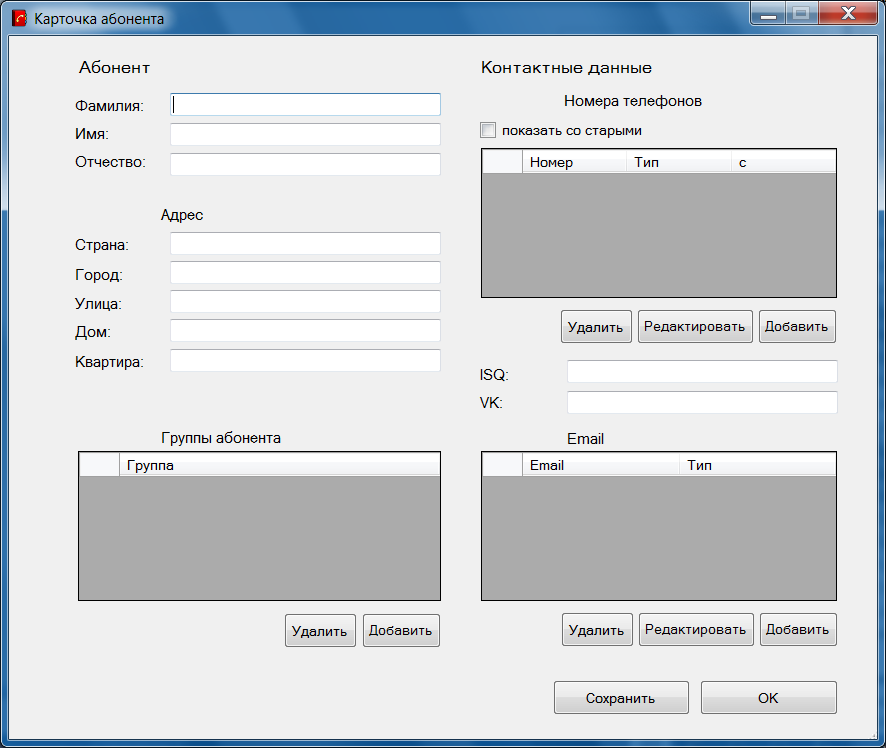 Карточка абонента
Абонент
Фамилия:
Имя:
Отчество:
Адрес
Страна:
Город:
Улица:
Дом:
Квартира:
Группы абонента
Группа
Удалить Добавить
Контактные данные
Номера телефонов
показать со старыми
Номер Тип с
Удалить Редактировать Добавить
ISQ:
VK:
Email
Email Тип
Удалить Редактировать Добавить
Сохранить OK